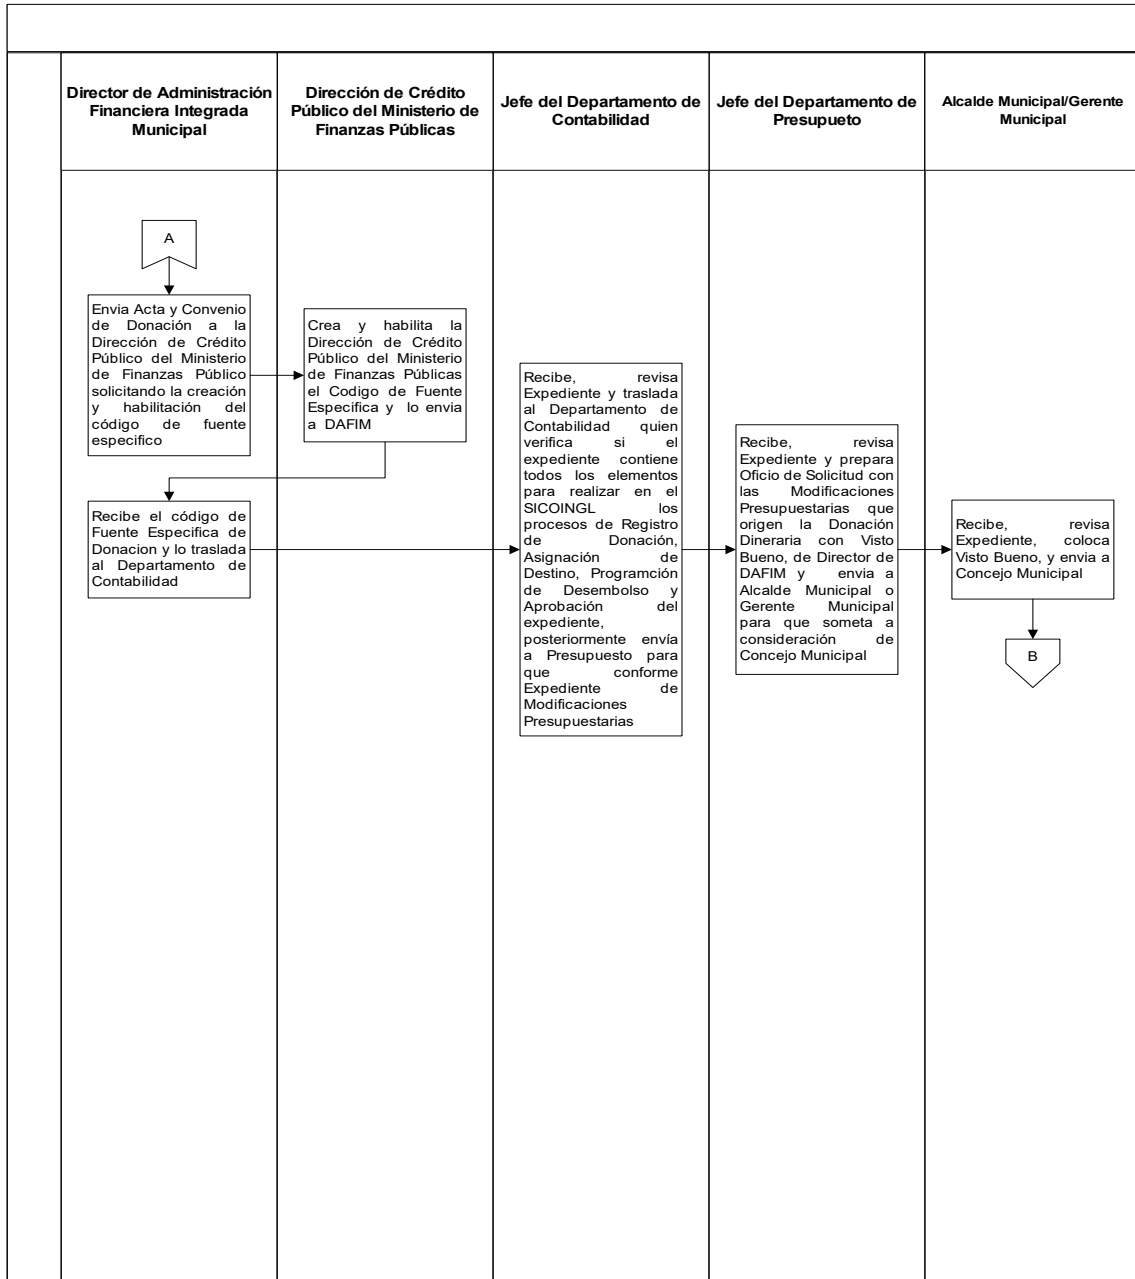 Director de Administración
Financiera Integrada
Municipal
Dirección de Crédito
Público del Ministerio de
Finanzas Públicas
Jefe del Departamento de
Contabilidad
Jefe del Departamento de
Presupueto
Alcalde Municipal/Gerente
Municipal
A
Envia Acta y Convenio
de Donación a la
Dirección de Crédito
Público del Ministerio
de Finanzas Público
solicitando la creación
y habilitación del
código de fuente
especifico
Crea y habilita la
Dirección de Crédito
Público del Ministerio
de Finanzas Públicas
el Codigo de Fuente
Especifica y lo envia
a DAFIM
Recibe el código de
Fuente Especifica de
Donacion y lo traslada
al Departamento de
Contabilidad
Recibe, revisa
Expediente y traslada
al Departamento de
Contabilidad quien
verifica si el
expediente contiene
todos los elementos
para realizar en el
SICOINGL los
procesos de Registro
de Donación,
Asignación de
Destino, Programción
de Desembolso y
Aprobación del
expediente,
posteriormente envía
a Presupuesto para
que conforme
Expediente de
Modificaciones
Presupuestarias
Recibe, revisa
Expediente y prepara
Oficio de Solicitud con
las Modificaciones
Presupuestarias que
origen la Donación
Dineraria con Visto
Bueno, de Director de
DAFIM y envia a
Alcalde Municipal o
Gerente Municipal
para que someta a
consideración de
Concejo Municipal
Recibe, revisa
Expediente, coloca
Visto Bueno, y envia a
Concejo Municipal
B